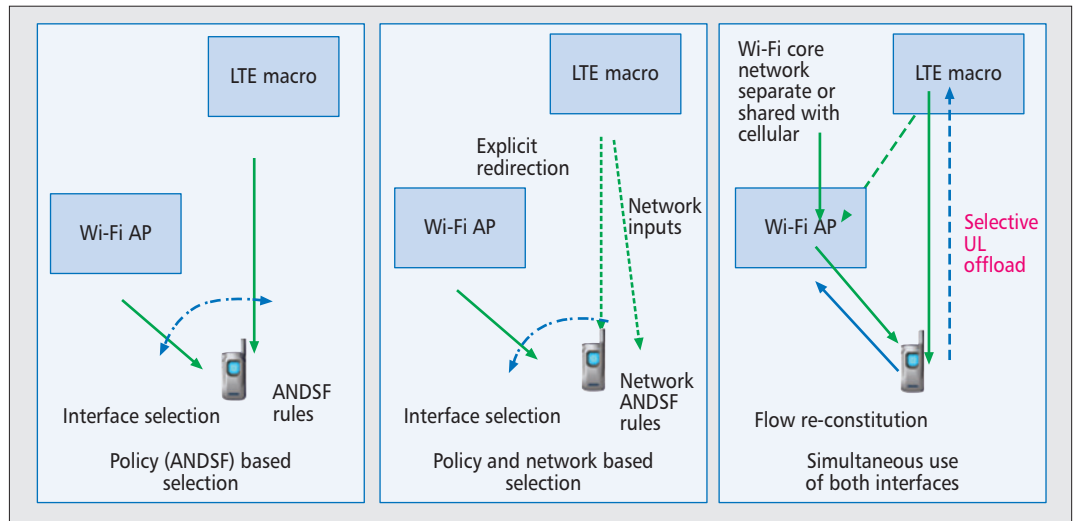 LTE macro
Wi-Fi AP
Interface selection
ANDSF
rules
Policy (ANDSF) based
selection
LTE macro
Explicit
redirection
Network
inputs
Wi-Fi AP
Interface selection
Network
ANDSF
rules
Policy and network based
selection
Wi-Fi core
network
separate or
shared with
cellular
LTE macro
Wi-Fi AP
Selective
UL
offload
Flow re-constitution
Simultaneous use
of both interfaces